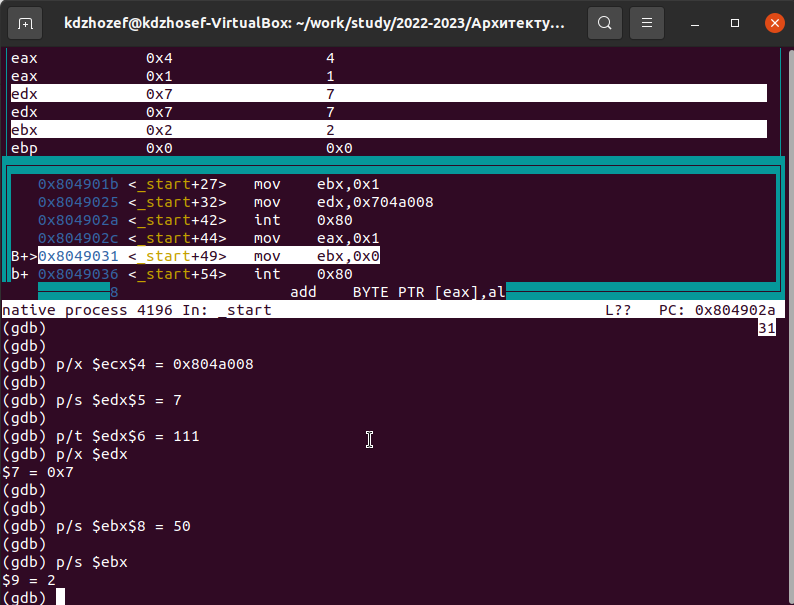 kdzhozef@kdzhosef-VirtualBox: ~/work/study/2022-2023/Архитекту...
eax 0x4 4
eax 0x1 1
edx 0x7 7
edx 0x7 7
ebx 0x2 2
ebp 0x0 0x0
0x804901b <_start+27> mov ebx,0x1
0x8049025 <_start+32> mov edx,0x704a008
0x804902a <_start+42> int 0x80
0x804902c <_start+44> mov eax,0x1
B+>0x8049031 <_start+49> mov ebx,0x0
b+ 0x8049036 <_start+54> int 0x80
8 add BYTE PTR [eax],al
native process 4196 In: _start L?? PC: 0x804902a
(gdb) 31
(gdb)
(gdb) p/x $ecx$4 = 0x804a008
(gdb)
(gdb) p/s $edx$5 = 7
(gdb)
(gdb) p/t $edx$6 = 111
(gdb) p/x $edx
$7 = 0x7
(gdb)
(gdb)
(gdb) p/s $ebx$8 = 50
(gdb)
(gdb) p/s $ebx
$9 = 2
(gdb)